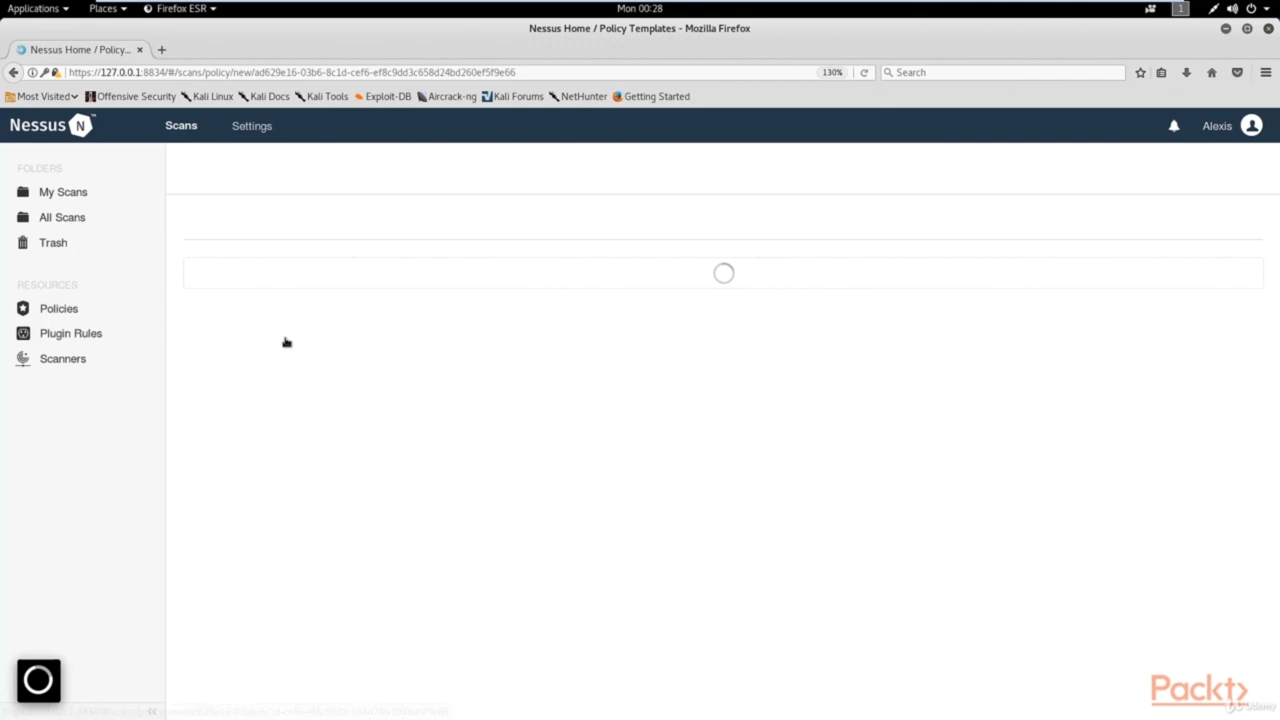 Applications Places Firefox ESR Mon 00:28 1
Nessus Home / Policy Templates - Mozilla Firefox
Nessus Home / Policy...
https://127.0.0.1:8834/#/scans/policy/new/ad629e16-03b6-8c1d-cef6-ef8c9dd3c658d24bd260ef5f9e66 130% Search
Most Visited Offensive Security Kali Linux Kali Docs Kali Tools Exploit-DB Aircrack-ng Kali Forums NetHunter Getting Started
Nessus N Scans Settings Alexis
FOLDERS
My Scans
All Scans
Trash
RESOURCES
Policies
Plugin Rules
Scanners
Packt
Udemy